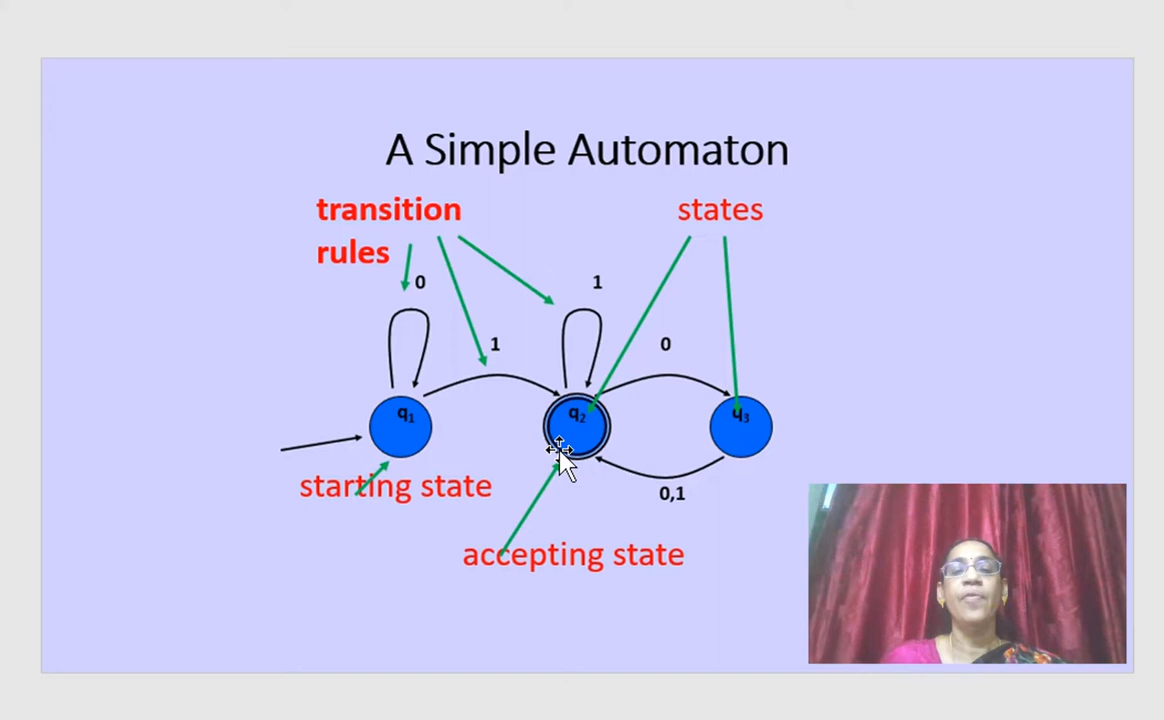 A Simple Automaton
transition states
rules
0 1
1 0
q1 q2 q3
starting state 0,1
accepting state